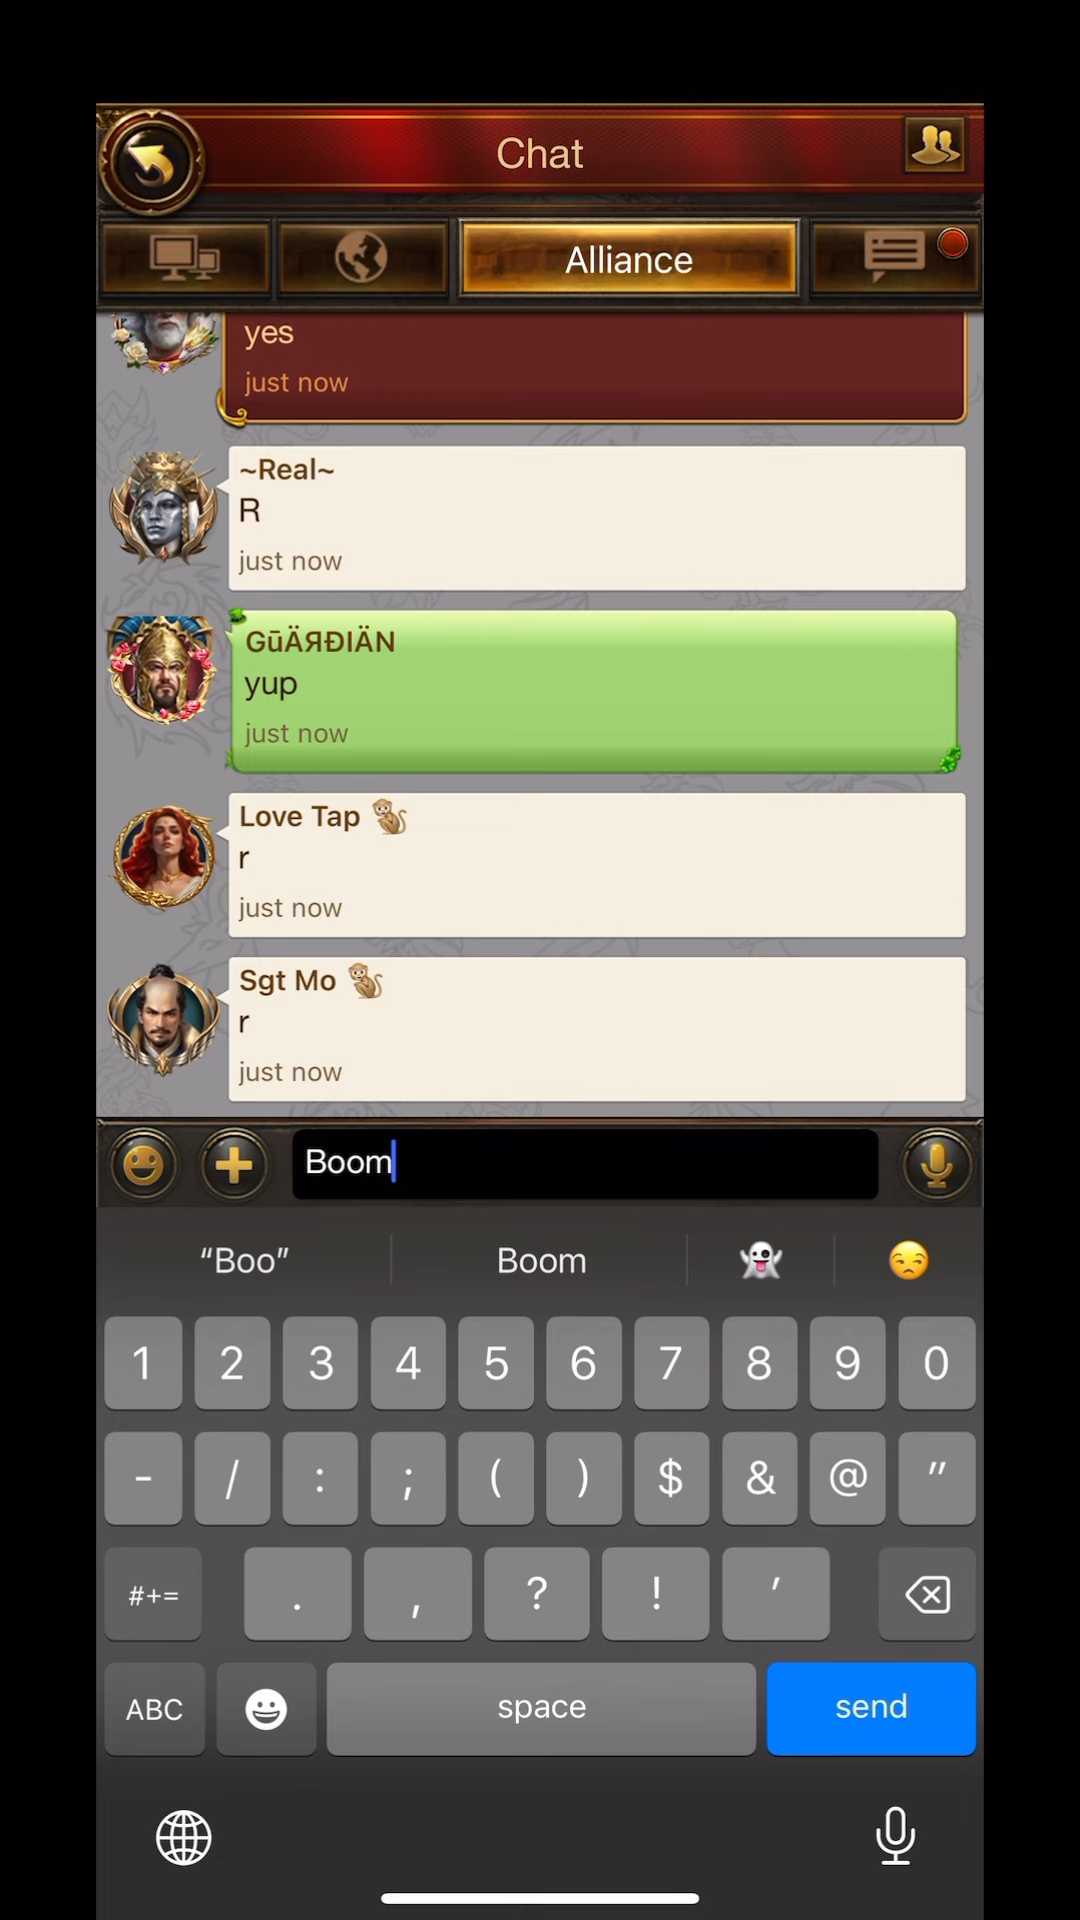 Chat
Alliance
yes
just now
~Real~
R
just now
GūÄЯĐIÄN
yup
just now
Love Tap 🐒
r
just now
Sgt Mo 🐒
r
just now
Boom
“Boo” Boom 👻 😒
1 2 3 4 5 6 7 8 9 0
- / : ; ( ) $ & @ "
#+= . , ? ! '
ABC space send